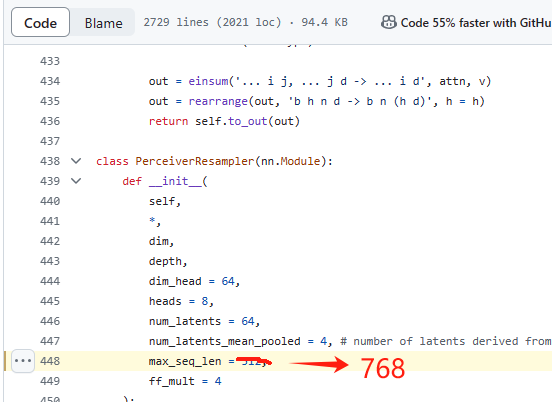 Code
Blame
2729 lines (2021 loc) · 94.4 KB
Code 55% faster with GitHu
433
434 out = einsum('... i j, ... j d -> ... i d', attn, v)
435 out = rearrange(out, 'b h n d -> b n (h d)', h = h)
436 return self.to_out(out)
437
438 class PerceiverResampler(nn.Module):
439 def __init__(
440 self,
441 *,
442 dim,
443 depth,
444 dim_head = 64,
445 heads = 8,
446 num_latents = 64,
447 num_latents_mean_pooled = 4, # number of latents derived from
448 max_seq_len = 512, 768
449 ff_mult = 4
450 ):